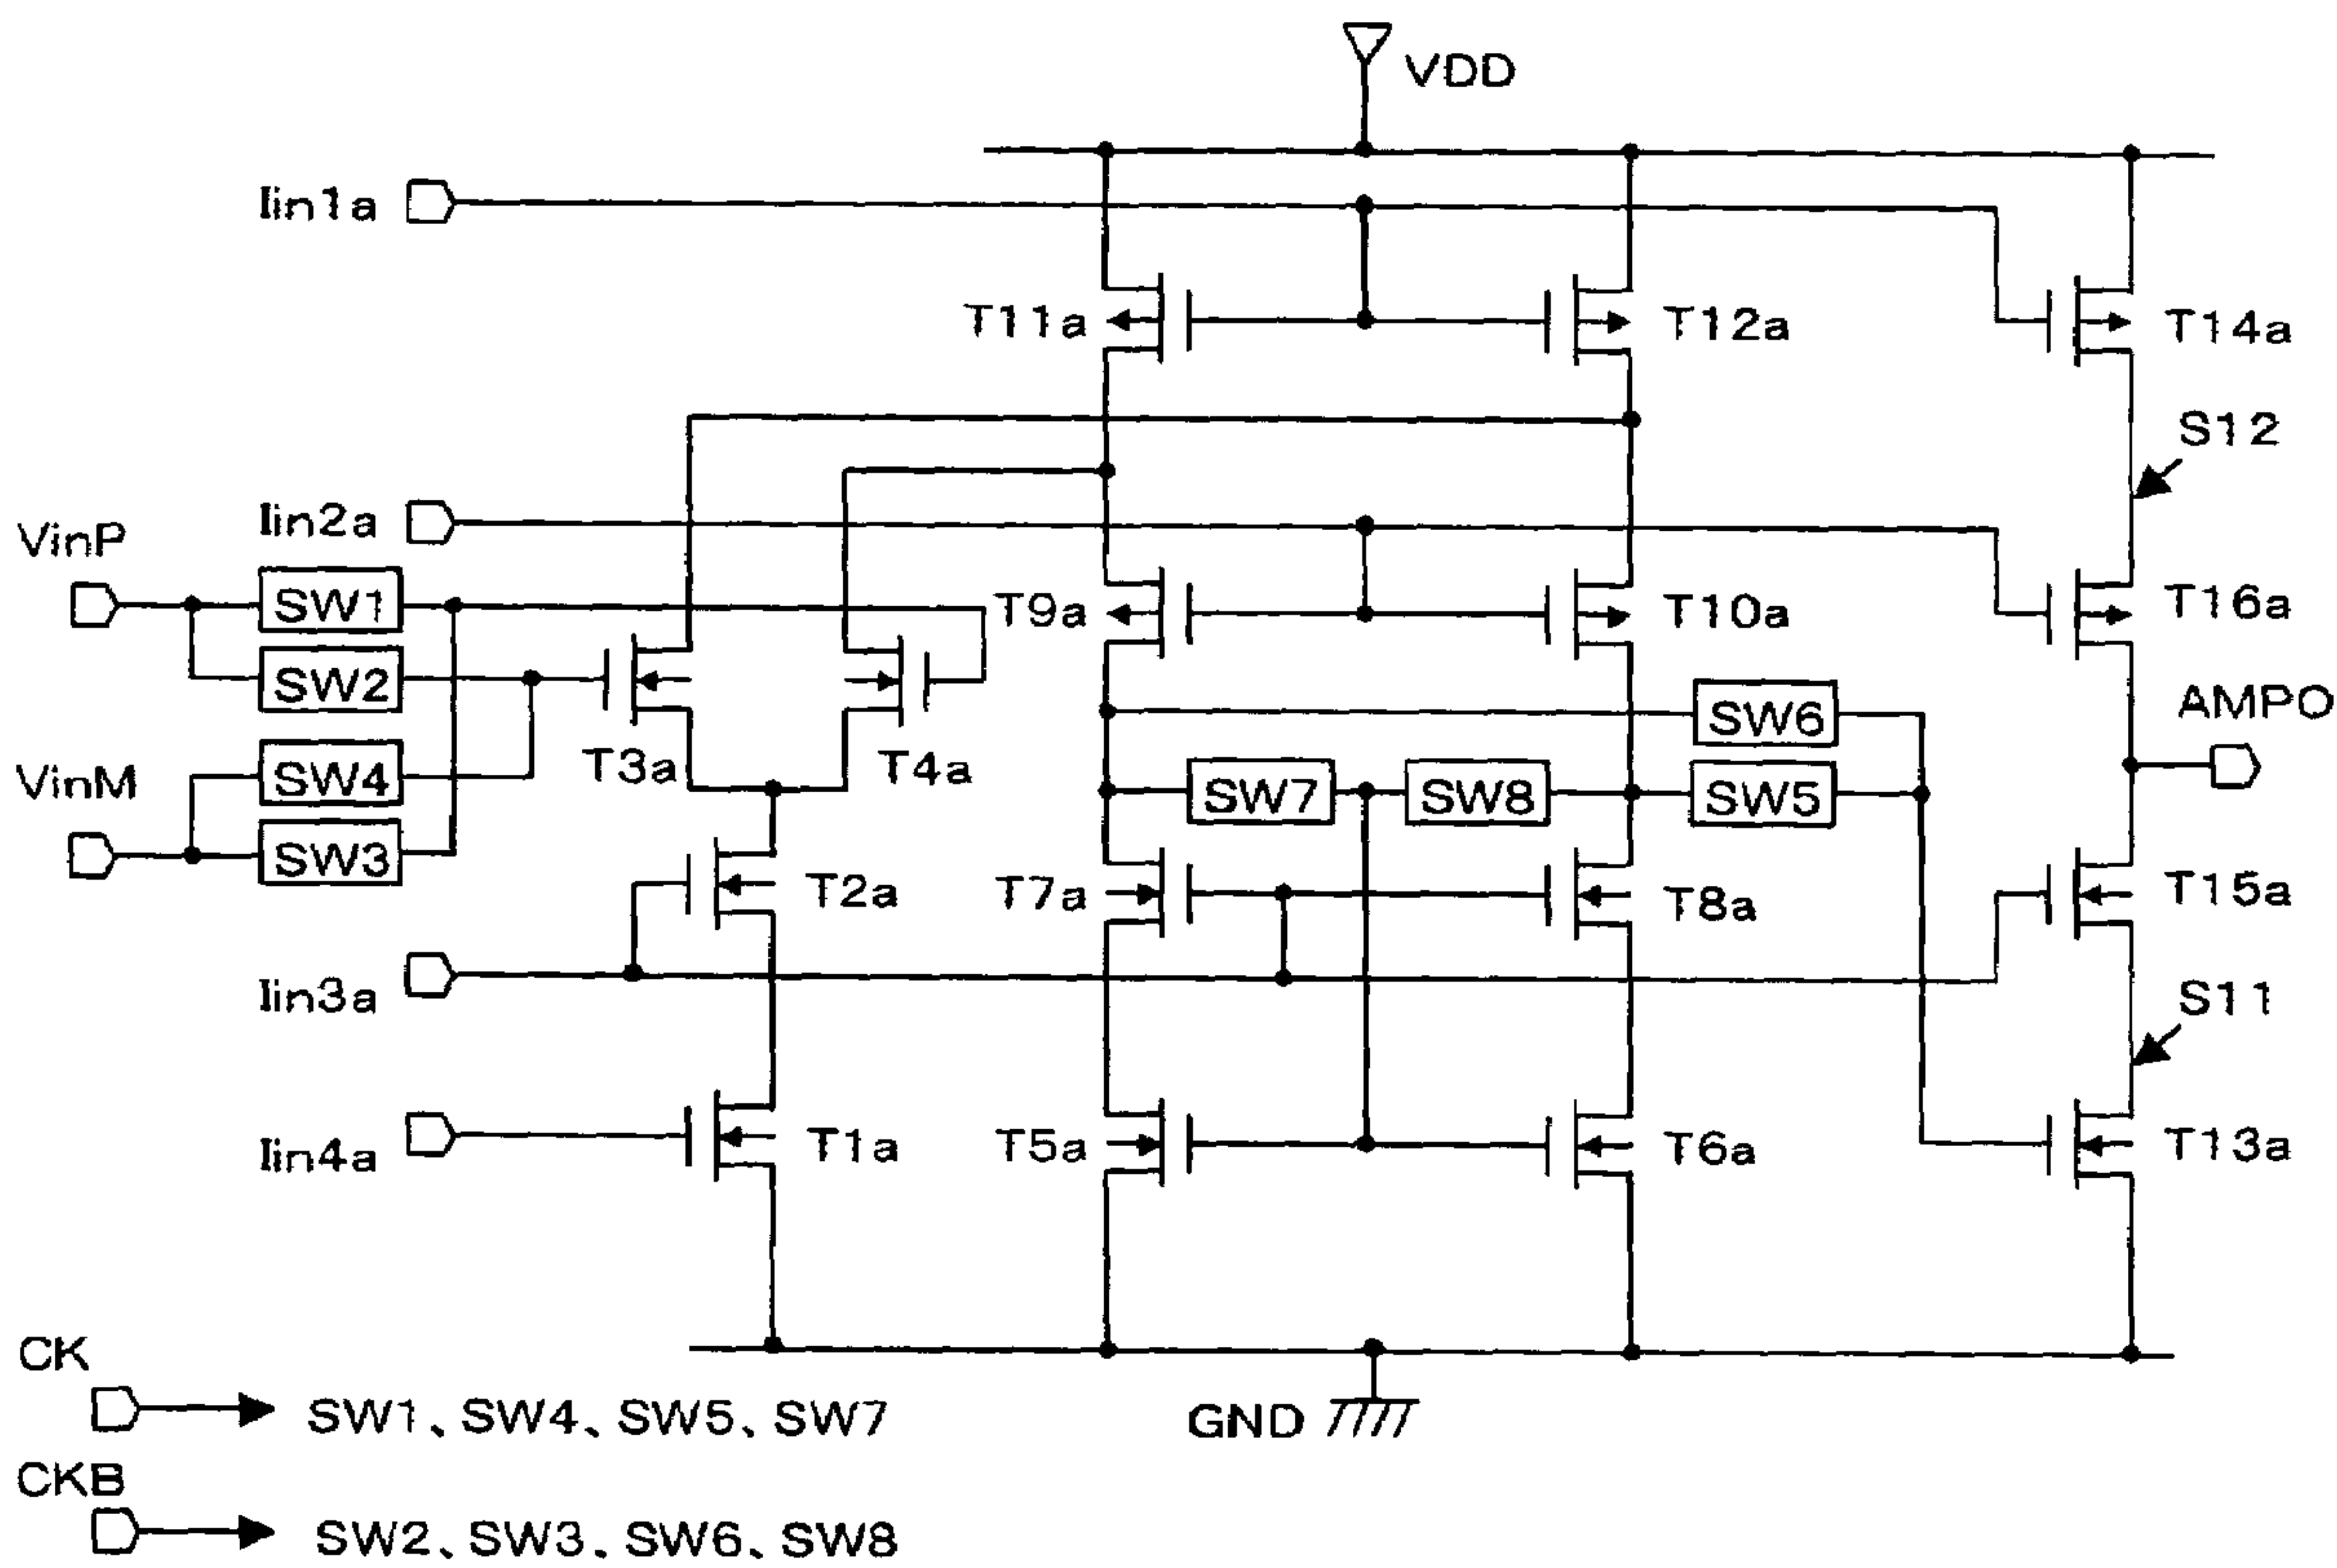 VDD
Iin1a
T11a
T12a
T14a
S12
Iin2a
VinP
SW1
T9a
T10a
T16a
SW2
SW6
AMPO
T3a
T4a
VinM
SW4
SW7
SW8
SW5
SW3
T2a
T7a
T8a
T15a
Iin3a
S11
Iin4a
T1a
T5a
T6a
T13a
CK
SW1、SW4、SW5、SW7
GND
CKB
SW2、SW3、SW6、SW8